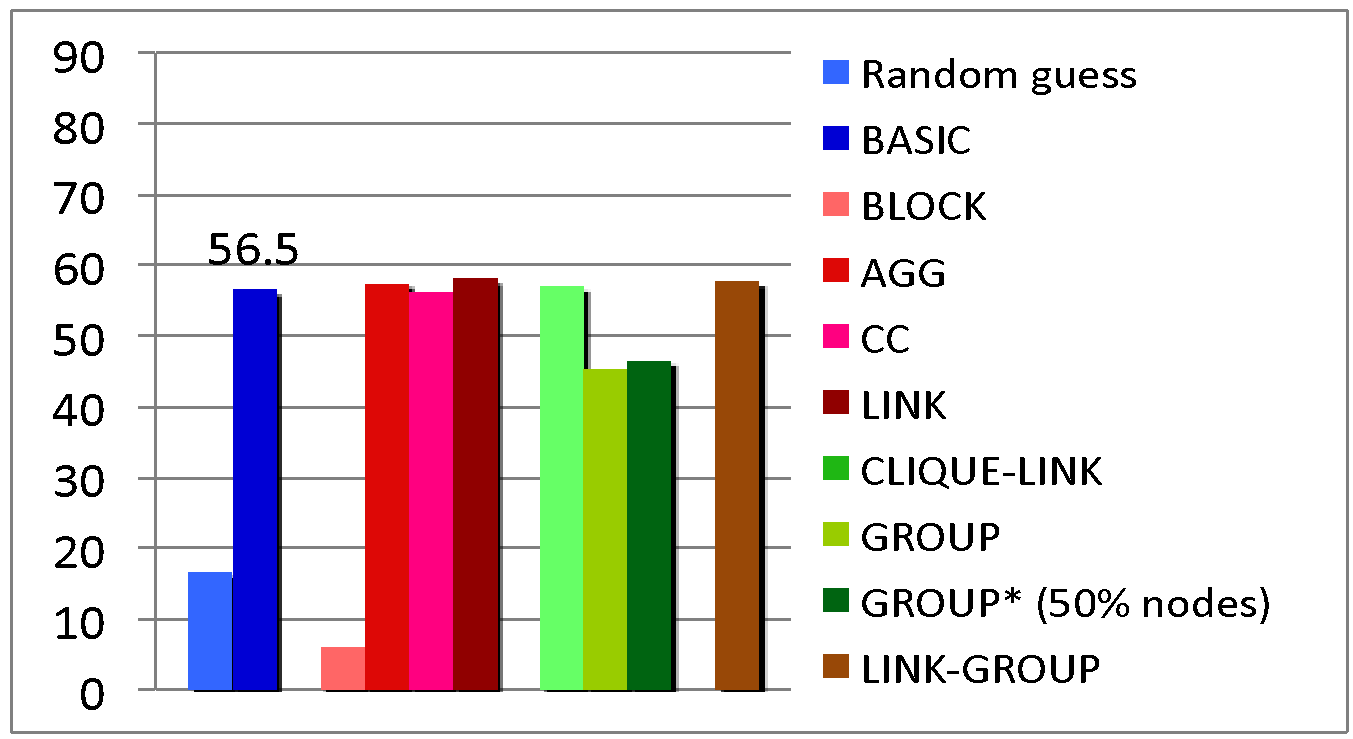 90
80
70
60
50
40
30
20
10
0
56.5
Random guess
BASIC
BLOCK
AGG
CC
LINK
CLIQUE-LINK
GROUP
GROUP* (50% nodes)
LINK-GROUP